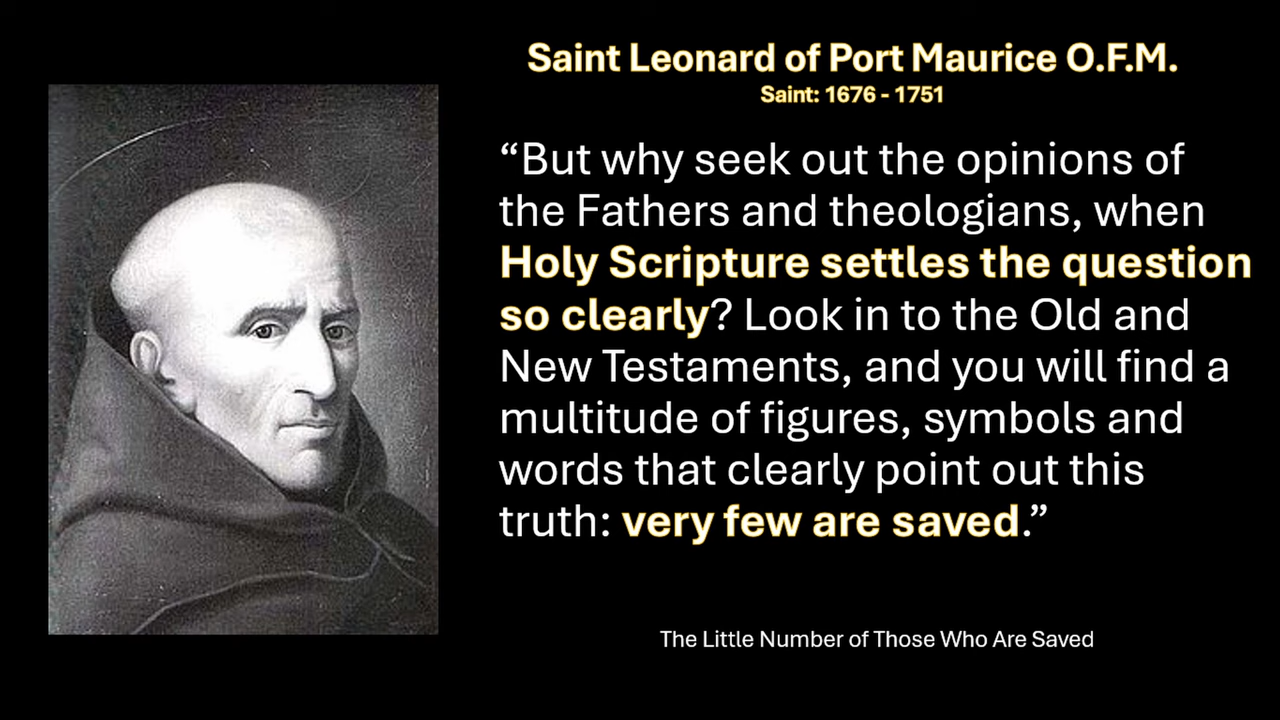 Saint Leonard of Port Maurice O.F.M.
Saint: 1676 - 1751
“But why seek out the opinions of
the Fathers and theologians, when
Holy Scripture settles the question
so clearly? Look in to the Old and
New Testaments, and you will find a
multitude of figures, symbols and
words that clearly point out this
truth: very few are saved.”
The Little Number of Those Who Are Saved